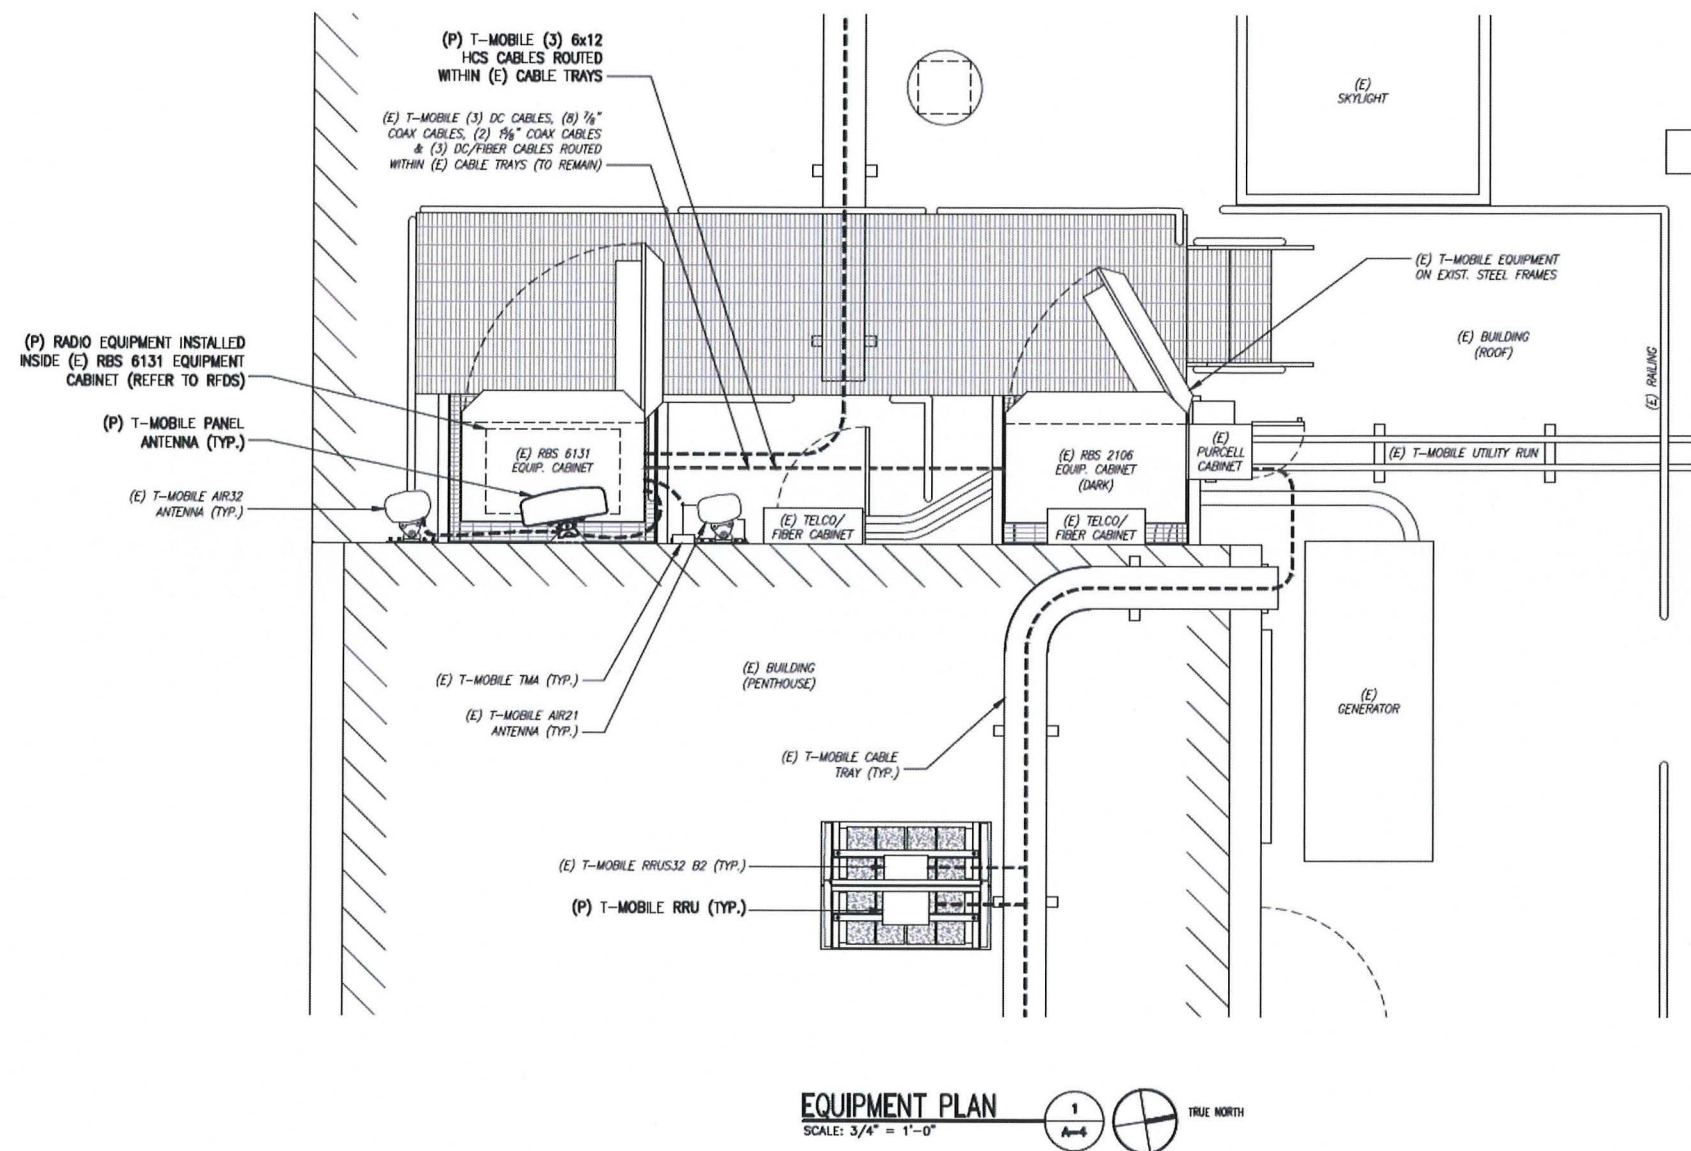 (P) T-MOBILE (3) 6x12
HCS CABLES ROUTED
WITHIN (E) CABLE TRAYS
(E) T-MOBILE (3) DC CABLES, (8) 7/8"
COAX CABLES, (2) 1 5/8" COAX CABLES
& (3) DC/FIBER CABLES ROUTED
WITHIN (E) CABLE TRAYS (TO REMAIN)
(E)
SKYLIGHT
(E) T-MOBILE EQUIPMENT
ON EXIST. STEEL FRAMES
(E) BUILDING
(ROOF)
(E) RAILING
(P) RADIO EQUIPMENT INSTALLED
INSIDE (E) RBS 6131 EQUIPMENT
CABINET (REFER TO RFDS)
(P) T-MOBILE PANEL
ANTENNA (TYP.)
(E) T-MOBILE AIR32
ANTENNA (TYP.)
(E) RBS 6131
EQUIP. CABINET
(E) RBS 2106
EQUIP. CABINET
(DARK)
(E)
PURCELL
CABINET
(E) T-MOBILE UTILITY RUN
(E) TELCO/
FIBER CABINET
(E) TELCO/
FIBER CABINET
(E) T-MOBILE TMA (TYP.)
(E) T-MOBILE AIR21
ANTENNA (TYP.)
(E) BUILDING
(PENTHOUSE)
(E) T-MOBILE CABLE
TRAY (TYP.)
(E)
GENERATOR
(E) T-MOBILE RRUS32 B2 (TYP.)
(P) T-MOBILE RRU (TYP.)
EQUIPMENT PLAN
SCALE: 3/4" = 1'-0"
1
A-4
TRUE NORTH